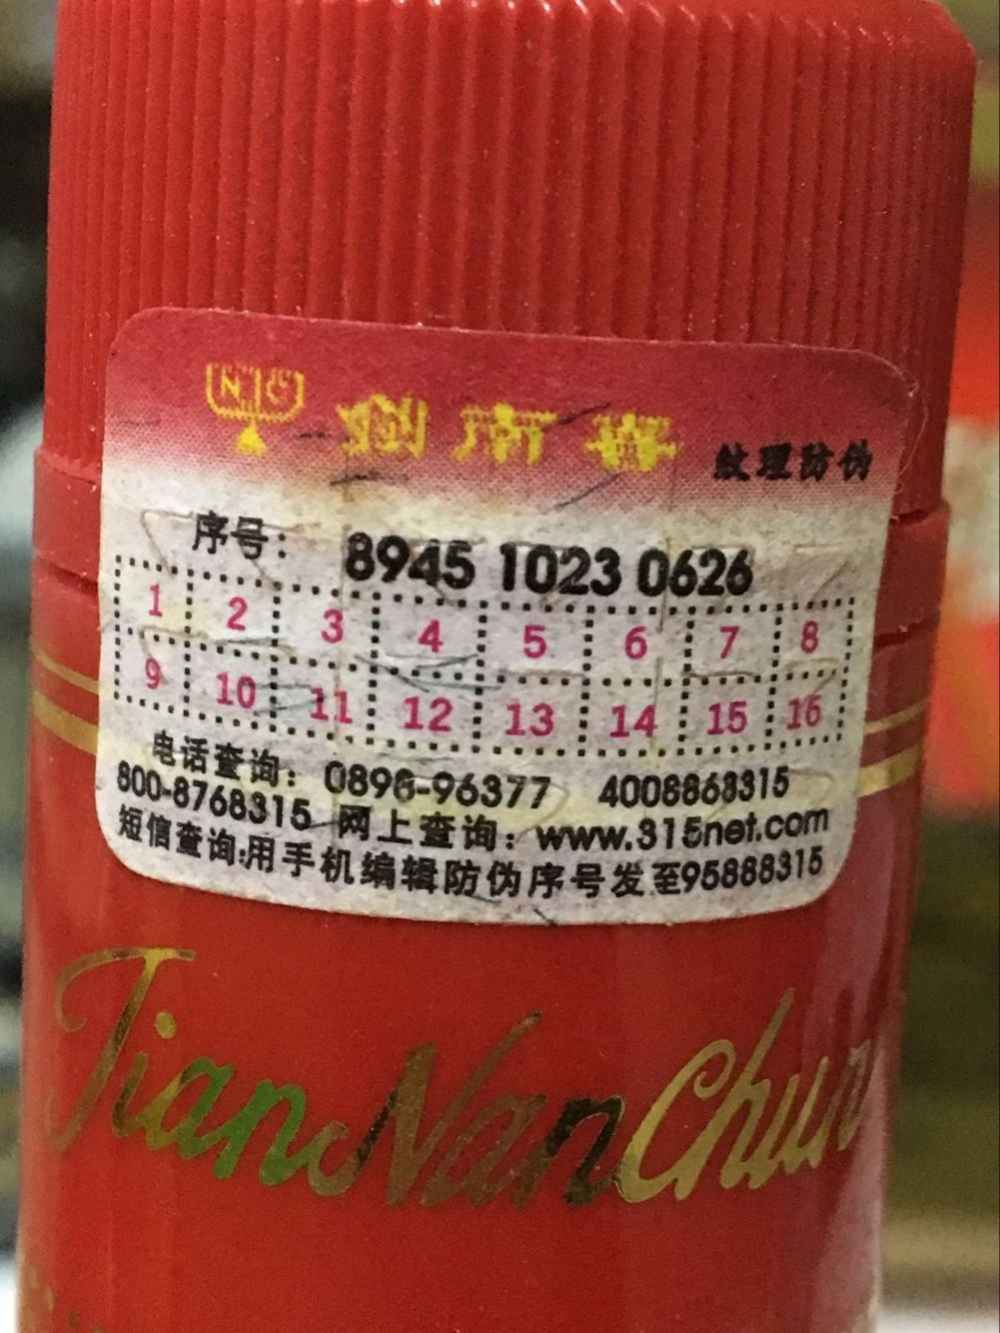 N C
剑南春 纹理防伪
序号： 8945 1023 0626
1 2 3 4 5 6 7 8
9 10 11 12 13 14 15 16
电话查询：0898-96377 4008868315
800-8768315 网上查询：www.315net.com
短信查询:用手机编辑防伪序号发至95888315
JianNanChun